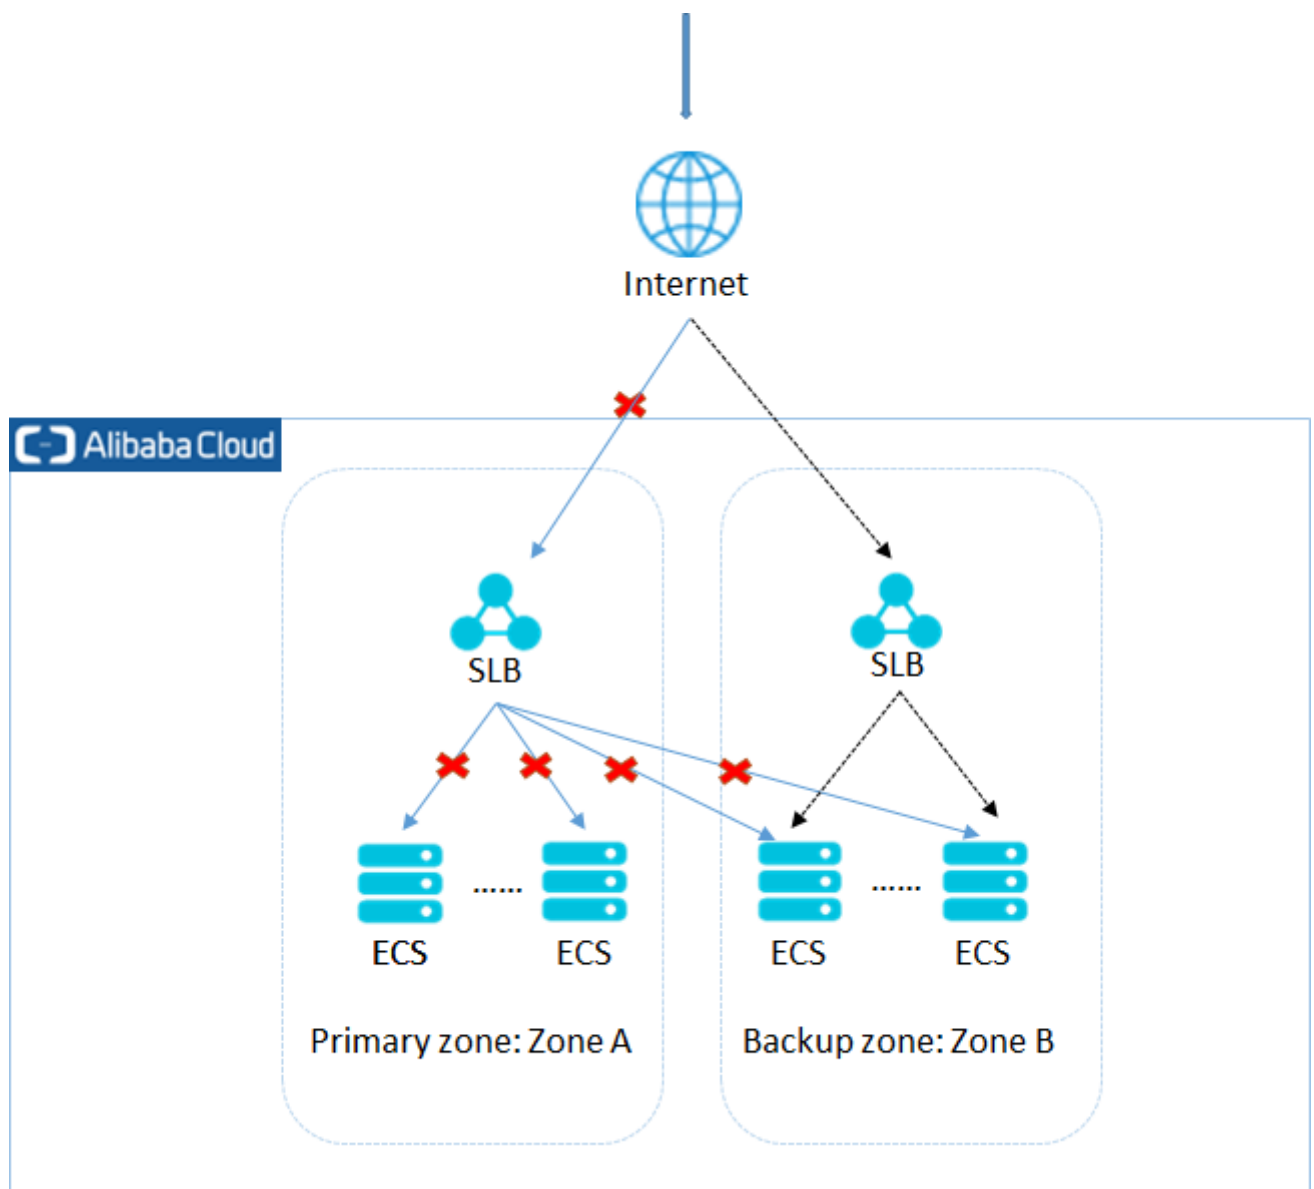 Internet
Alibaba Cloud
SLB
SLB
......
......
ECS
ECS
ECS
ECS
Primary zone: Zone A
Backup zone: Zone B